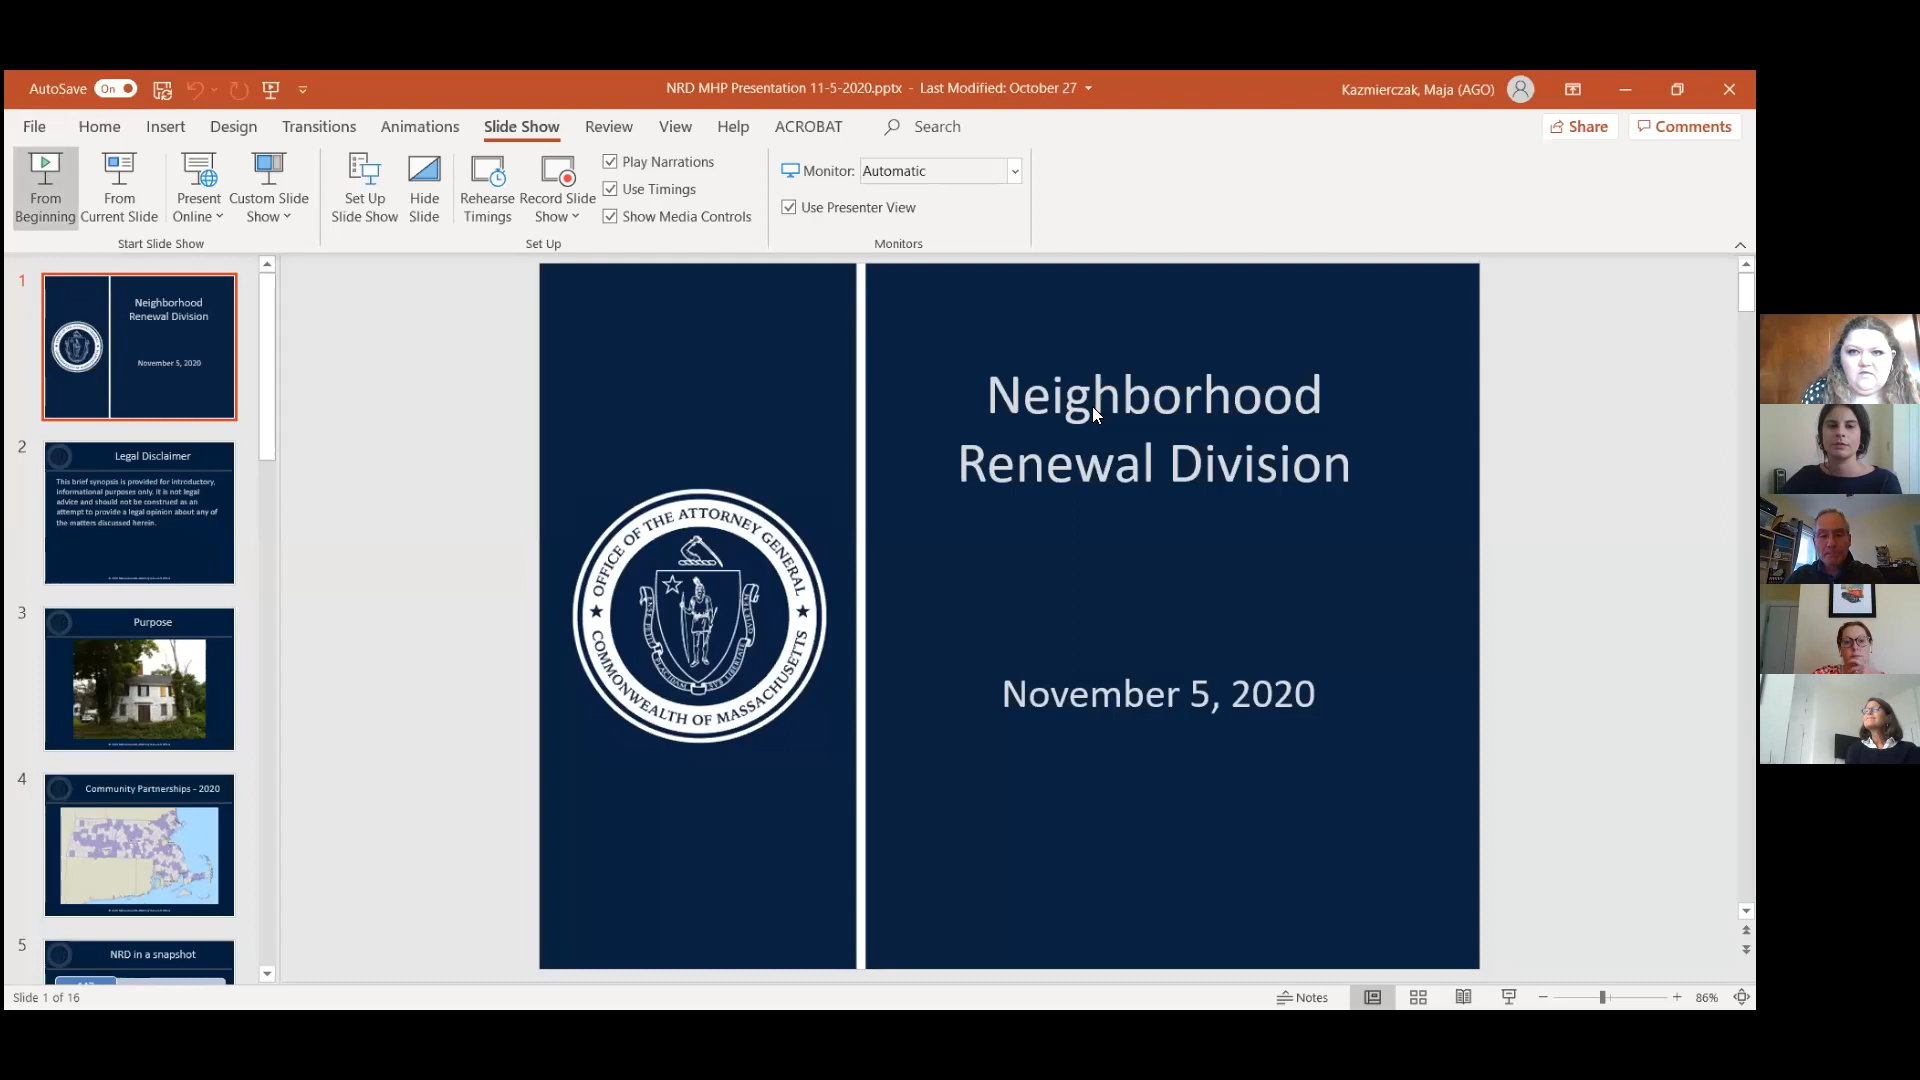 AutoSave On
NRD MHP Presentation 11-5-2020.pptx - Last Modified: October 27
Kazmierczak, Maja (AGO)
File Home Insert Design Transitions Animations Slide Show Review View Help ACROBAT Search
Share Comments
From Beginning
From Current Slide
Present Online
Custom Slide Show
Start Slide Show
Set Up Slide Show
Hide Slide
Rehearse Timings
Record Slide Show
Play Narrations
Use Timings
Show Media Controls
Set Up
Monitor: Automatic
Use Presenter View
Monitors
1
Neighborhood
Renewal Division
November 5, 2020
2
Legal Disclaimer
This brief synopsis is provided for introductory,
informational purposes only. It is not legal
advice and should not be construed as an
attempt to provide a legal opinion about any of
the matters discussed herein.
3
Purpose
4
Community Partnerships - 2020
5
NRD in a snapshot
OFFICE OF THE ATTORNEY GENERAL
COMMONWEALTH OF MASSACHUSETTS
Neighborhood
Renewal Division
November 5, 2020
Slide 1 of 16
Notes
86%